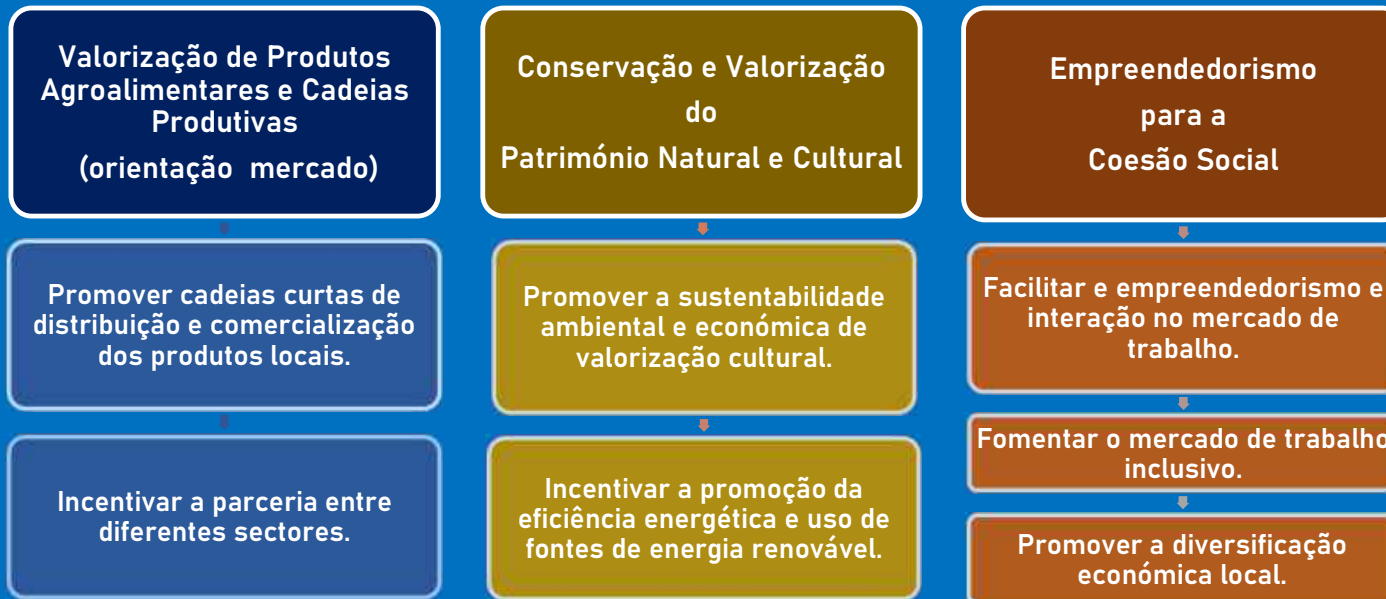 Valorização de Produtos
Agroalimentares e Cadeias
Produtivas
(orientação mercado)
Promover cadeias curtas de
distribuição e comercialização
dos produtos locais.
Incentivar a parceria entre
diferentes sectores.
Conservação e Valorização
do
Património Natural e Cultural
Promover a sustentabilidade
ambiental e económica de
valorização cultural.
Incentivar a promoção da
eficiência energética e uso de
fontes de energia renovável.
Empreendedorismo
para a
Coesão Social
Facilitar e empreendedorismo e
interação no mercado de
trabalho.
Fomentar o mercado de trabalho
inclusivo.
Promover a diversificação
económica local.